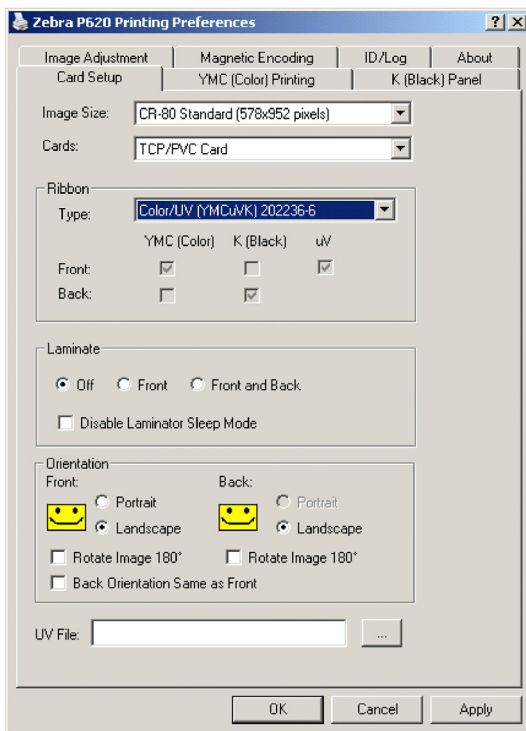 Zebra P620 Printing Preferences
Image Adjustment Magnetic Encoding ID/Log About
Card Setup YMC (Color) Printing K (Black) Panel
Image Size: CR-80 Standard (578x952 pixels)
Cards: TCP/PVC Card
Ribbon
Type: Color/UV (YMCuVK) 202236-6
YMC (Color) K (Black) uV
Front:
Back:
Laminate
Off Front Front and Back
Disable Laminator Sleep Mode
Orientation
Front: Back:
Portrait Portrait
Landscape Landscape
Rotate Image 180° Rotate Image 180°
Back Orientation Same as Front
UV File: ...
OK Cancel Apply